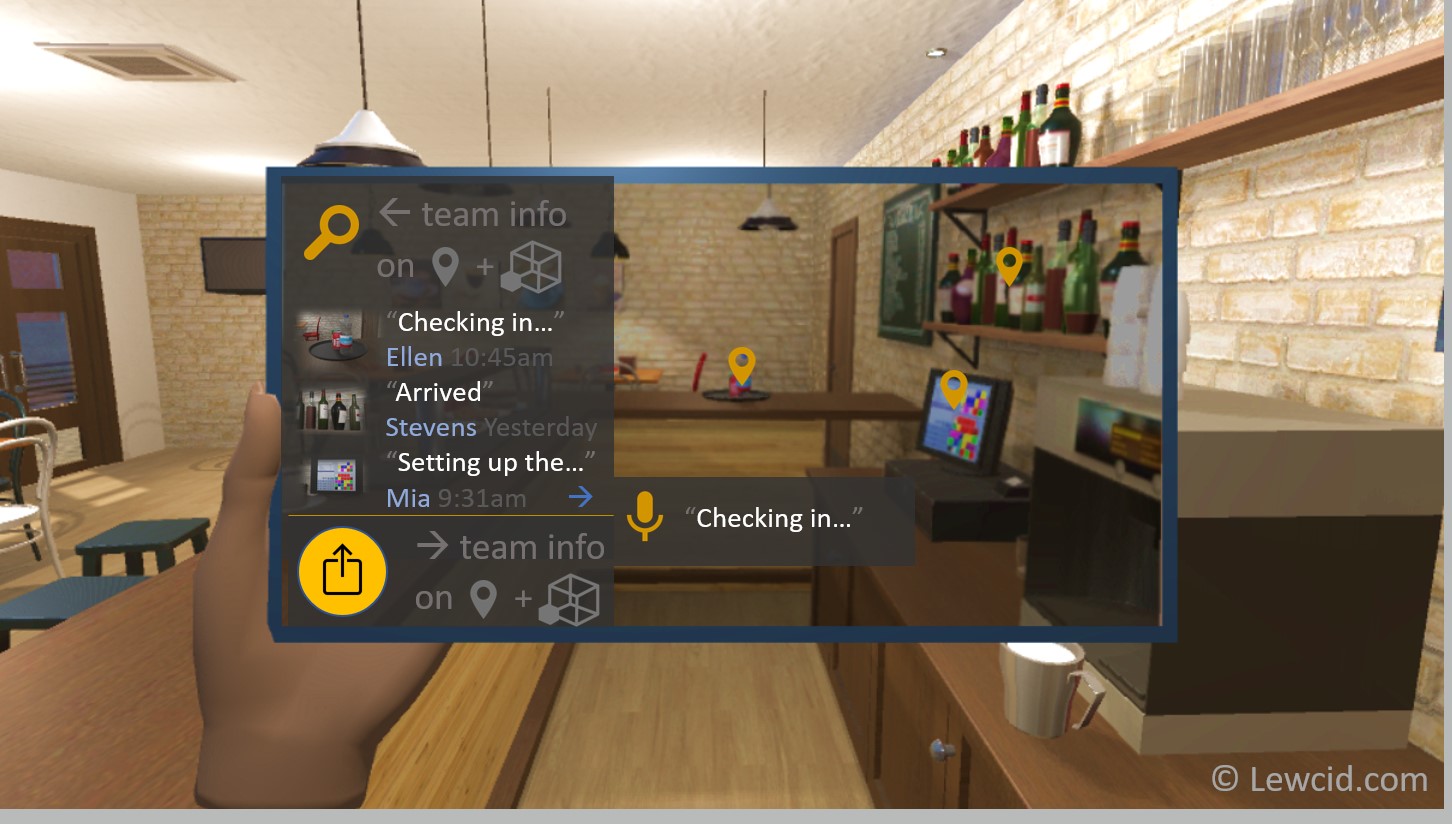 ← team info
on +
“Checking in...”
Ellen 10:45am
“Arrived”
Stevens Yesterday
“Setting up the...”
Mia 9:31am →
“Checking in...”
→ team info
on +
© Lewcid.com